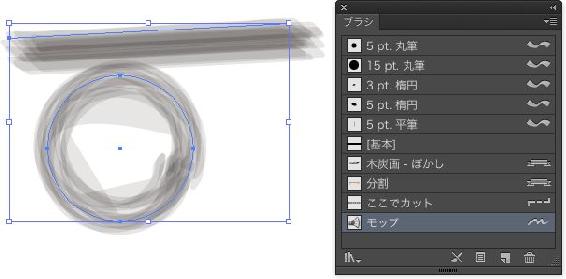 ブラシ
5 pt. 丸筆
15 pt. 丸筆
3 pt. 楕円
5 pt. 楕円
5 pt. 平筆
[基本]
木炭画 - ぼかし
分割
ここでカット
モップ